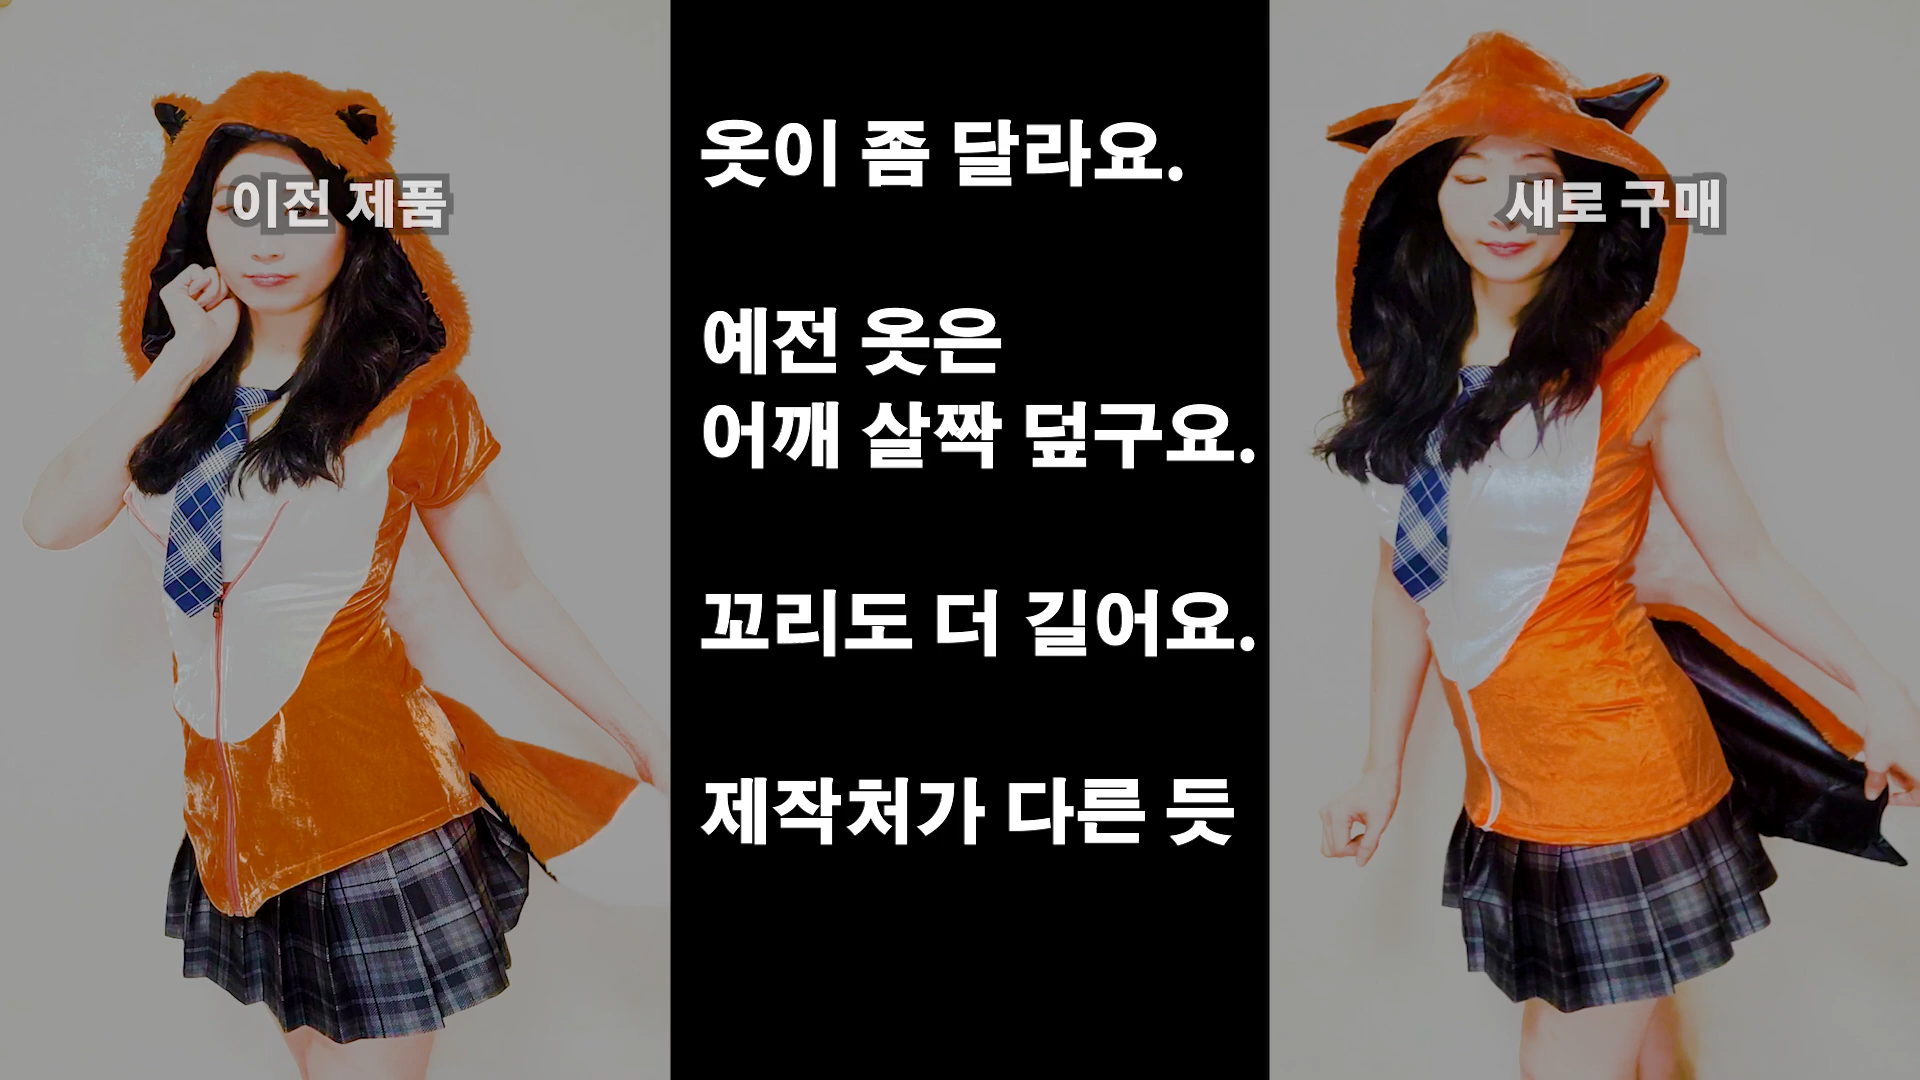 이전 제품
옷이 좀 달라요.
예전 옷은
어깨 살짝 덮구요.
꼬리도 더 길어요.
제작처가 다른 듯
새로 구매